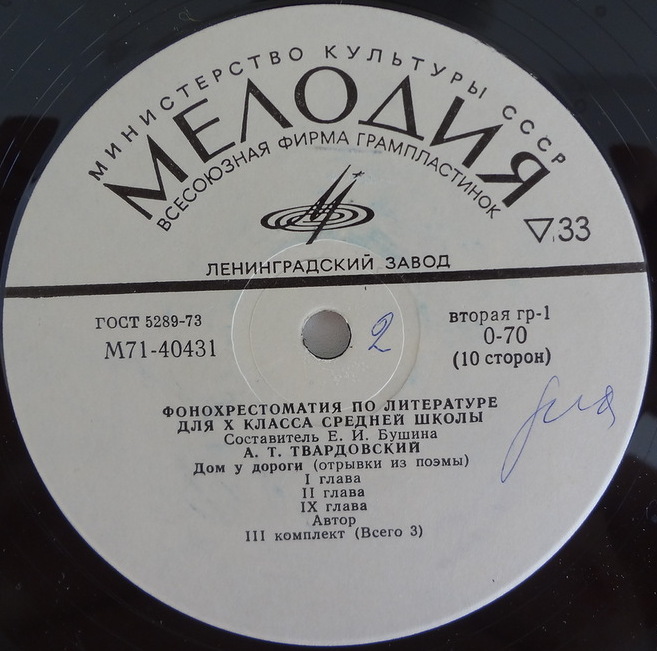 МИНИСТЕРСТВО КУЛЬТУРЫ СССР
МЕЛОДИЯ
ВСЕСОЮЗНАЯ ФИРМА ГРАМПЛАСТИНОК
33
ЛЕНИНГРАДСКИЙ ЗАВОД
ГОСТ 5289-73
М71-40431
2
вторая гр-1
0-70
(10 сторон)
ФОНОХРЕСТОМАТИЯ ПО ЛИТЕРАТУРЕ
ДЛЯ X КЛАССА СРЕДНЕЙ ШКОЛЫ
Составитель Е. И. Бушина
А. Т. ТВАРДОВСКИЙ
Дом у дороги (отрывки из поэмы)
I глава
II глава
IX глава
Автор
III комплект (Всего 3)